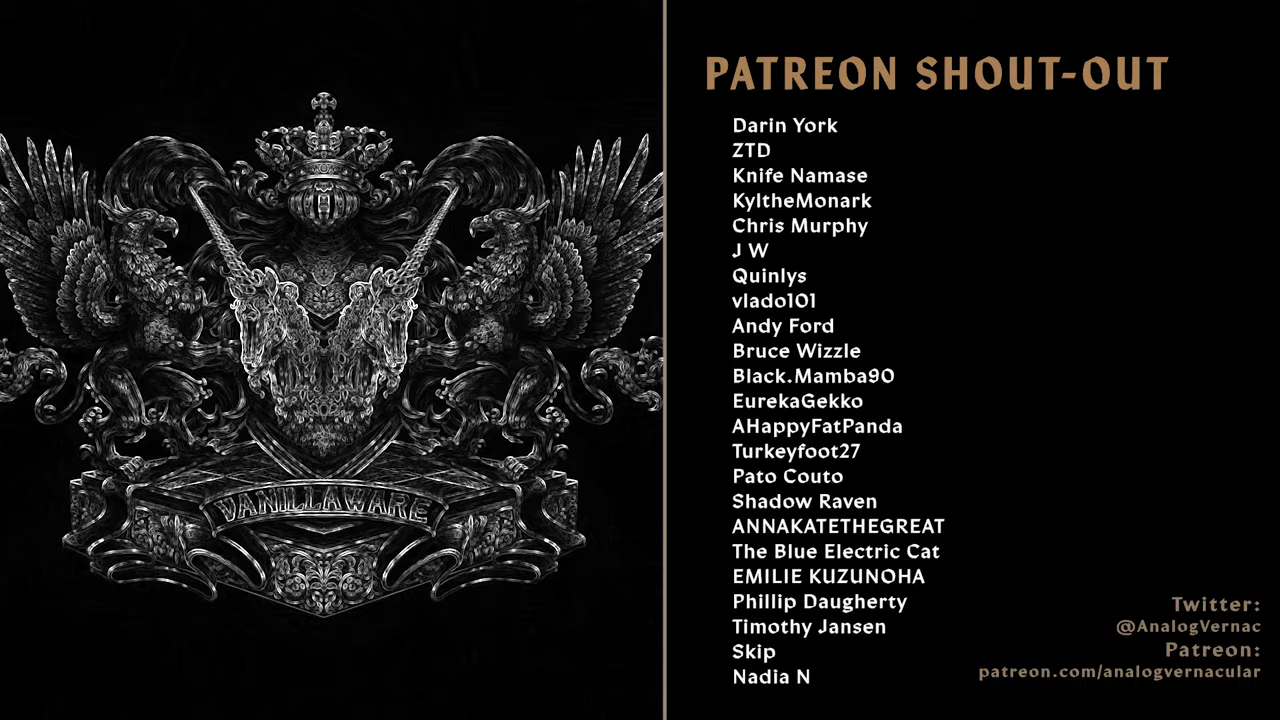 VANILLAWARE
PATREON SHOUT-OUT
Darin York
ZTD
Knife Namase
KyltheMonark
Chris Murphy
J W
Quinlys
vlado101
Andy Ford
Bruce Wizzle
Black.Mamba90
EurekaGekko
AHappyFatPanda
Turkeyfoot27
Pato Couto
Shadow Raven
ANNAKATETHEGREAT
The Blue Electric Cat
EMILIE KUZUNOHA
Phillip Daugherty
Timothy Jansen
Skip
Nadia N
Twitter:
@AnalogVernac
Patreon:
patreon.com/analogvernacular